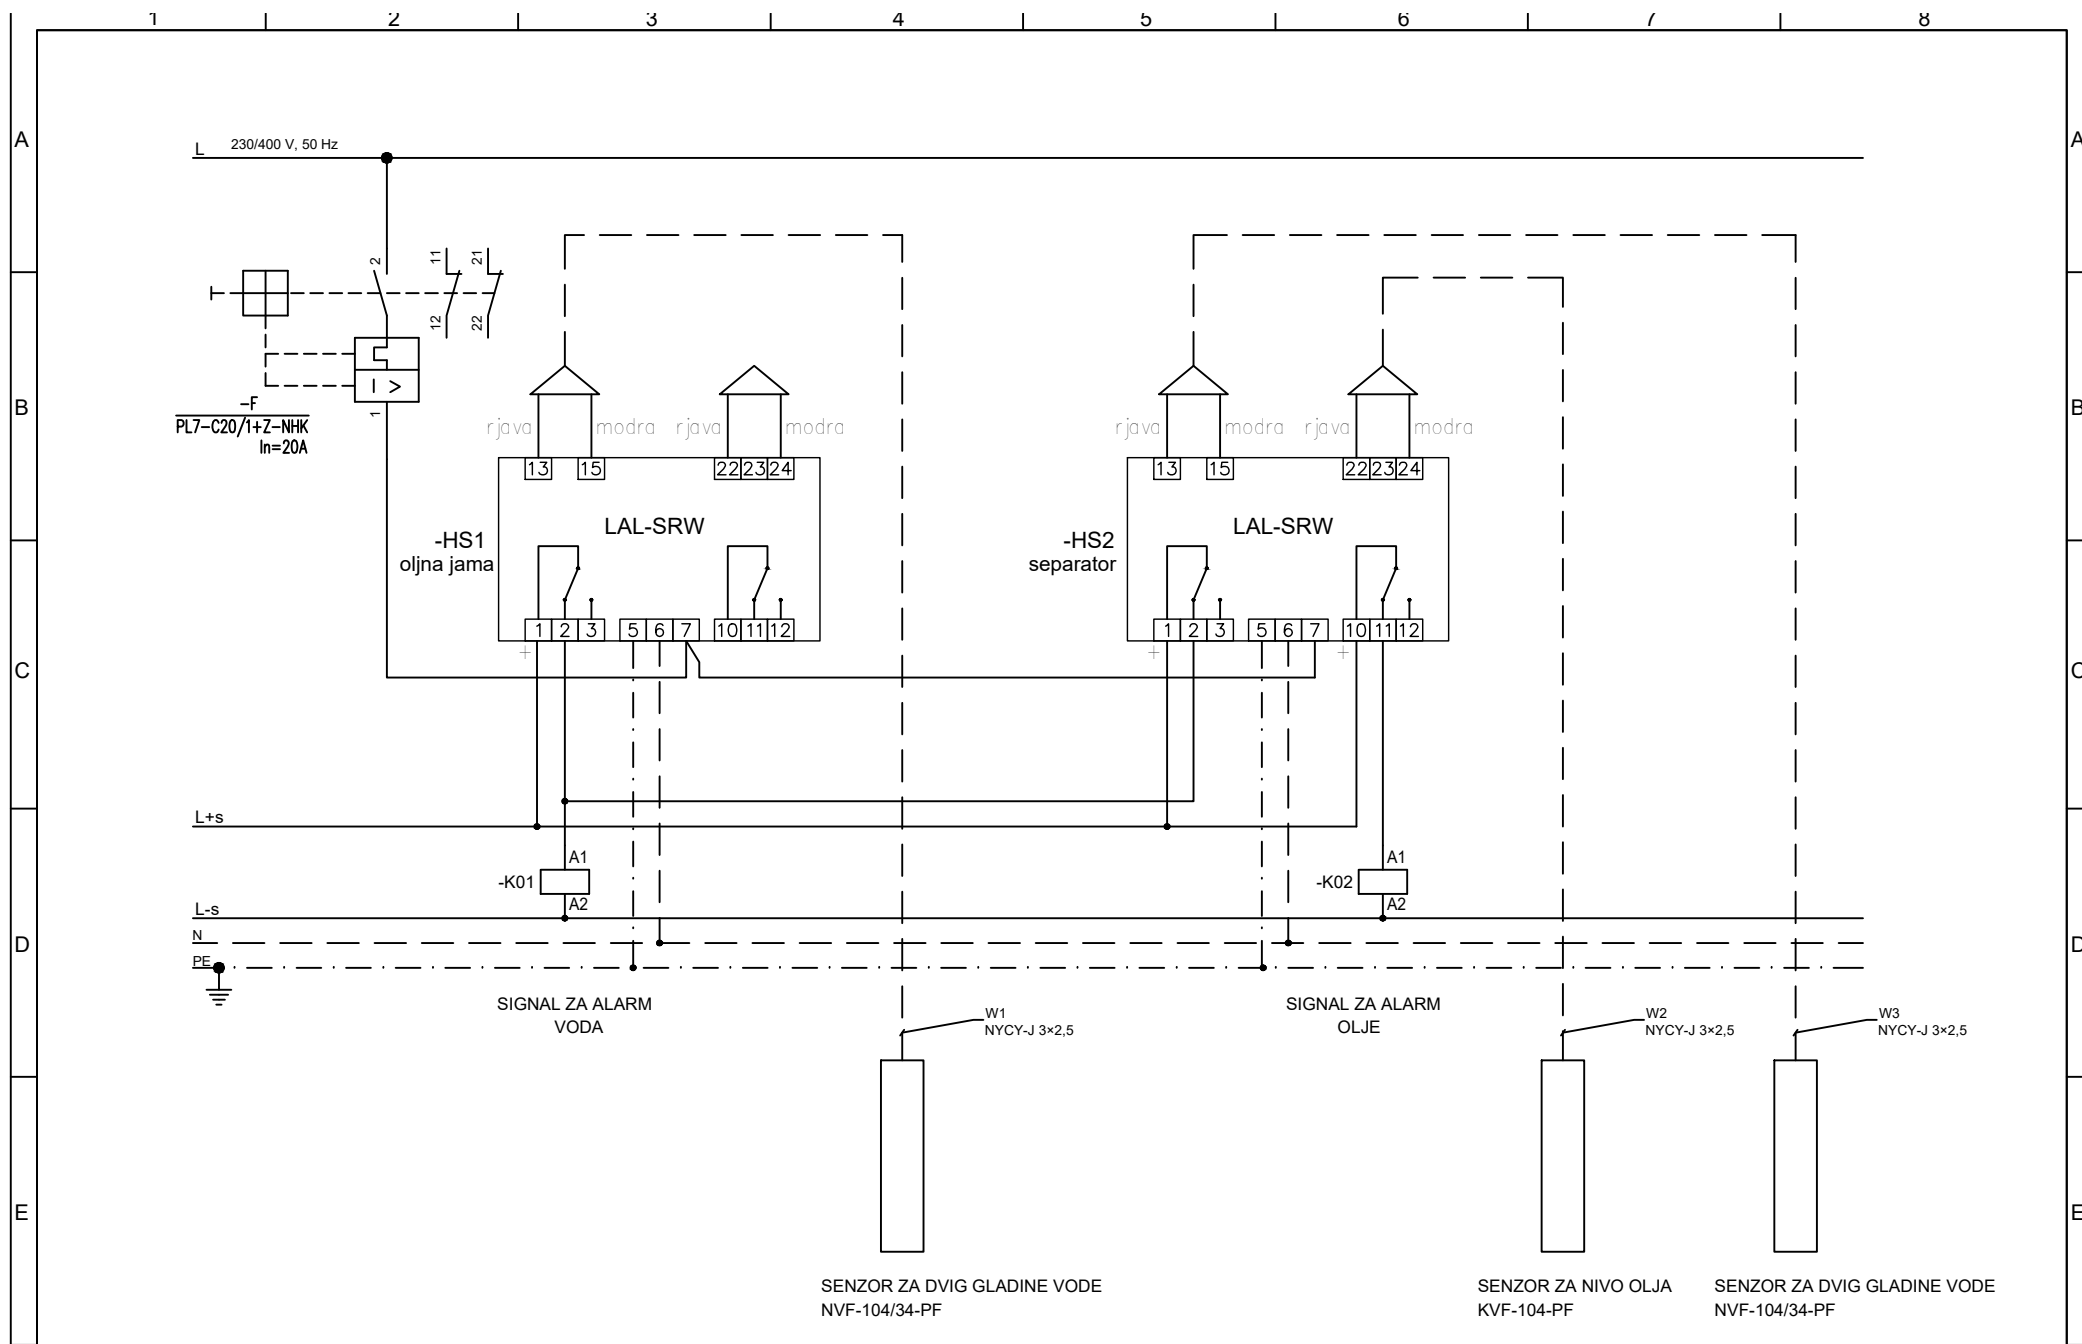 1 2 3 4 5 6 7 8
A A
L 230/400 V, 50 Hz
2 11 21
12 22
I >
1
B B
-F
PL7-C20/1+Z-NHK
In=20A
rjava modra rjava modra rjava modra rjava modra
13 15 22 23 24 13 15 22 23 24
LAL-SRW LAL-SRW
-HS1 -HS2
oljna jama separator
1 2 3 5 6 7 10 11 12 1 2 3 5 6 7 10 11 12
+ + +
C C
L+s
A1 A1
-K01 -K02
A2 A2
L-s
N
D D
PE
SIGNAL ZA ALARM
VODA
SIGNAL ZA ALARM
OLJE
W1
NYCY-J 3×2,5
W2
NYCY-J 3×2,5
W3
NYCY-J 3×2,5
E E
SENZOR ZA DVIG GLADINE VODE
NVF-104/34-PF
SENZOR ZA NIVO OLJA
KVF-104-PF
SENZOR ZA DVIG GLADINE VODE
NVF-104/34-PF